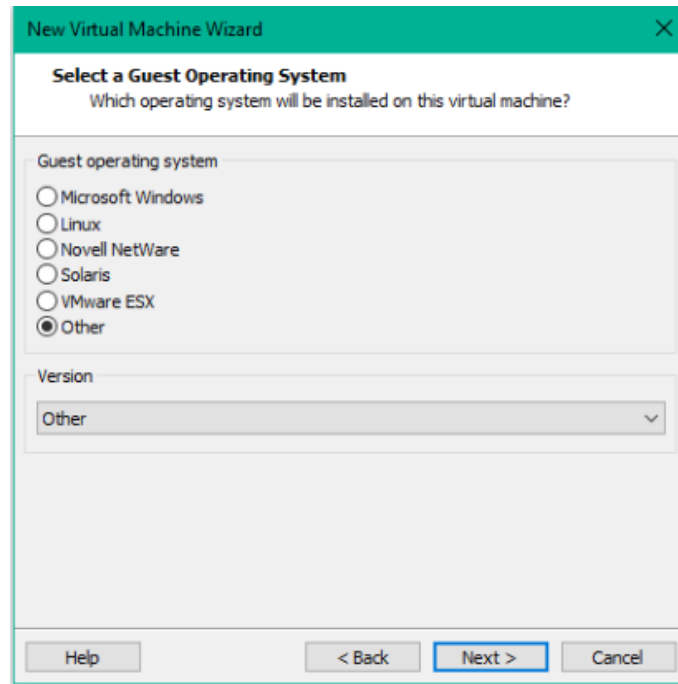 New Virtual Machine Wizard
Select a Guest Operating System
Which operating system will be installed on this virtual machine?
Guest operating system
Microsoft Windows
Linux
Novell NetWare
Solaris
VMware ESX
Other
Version
Other
Help
< Back
Next >
Cancel